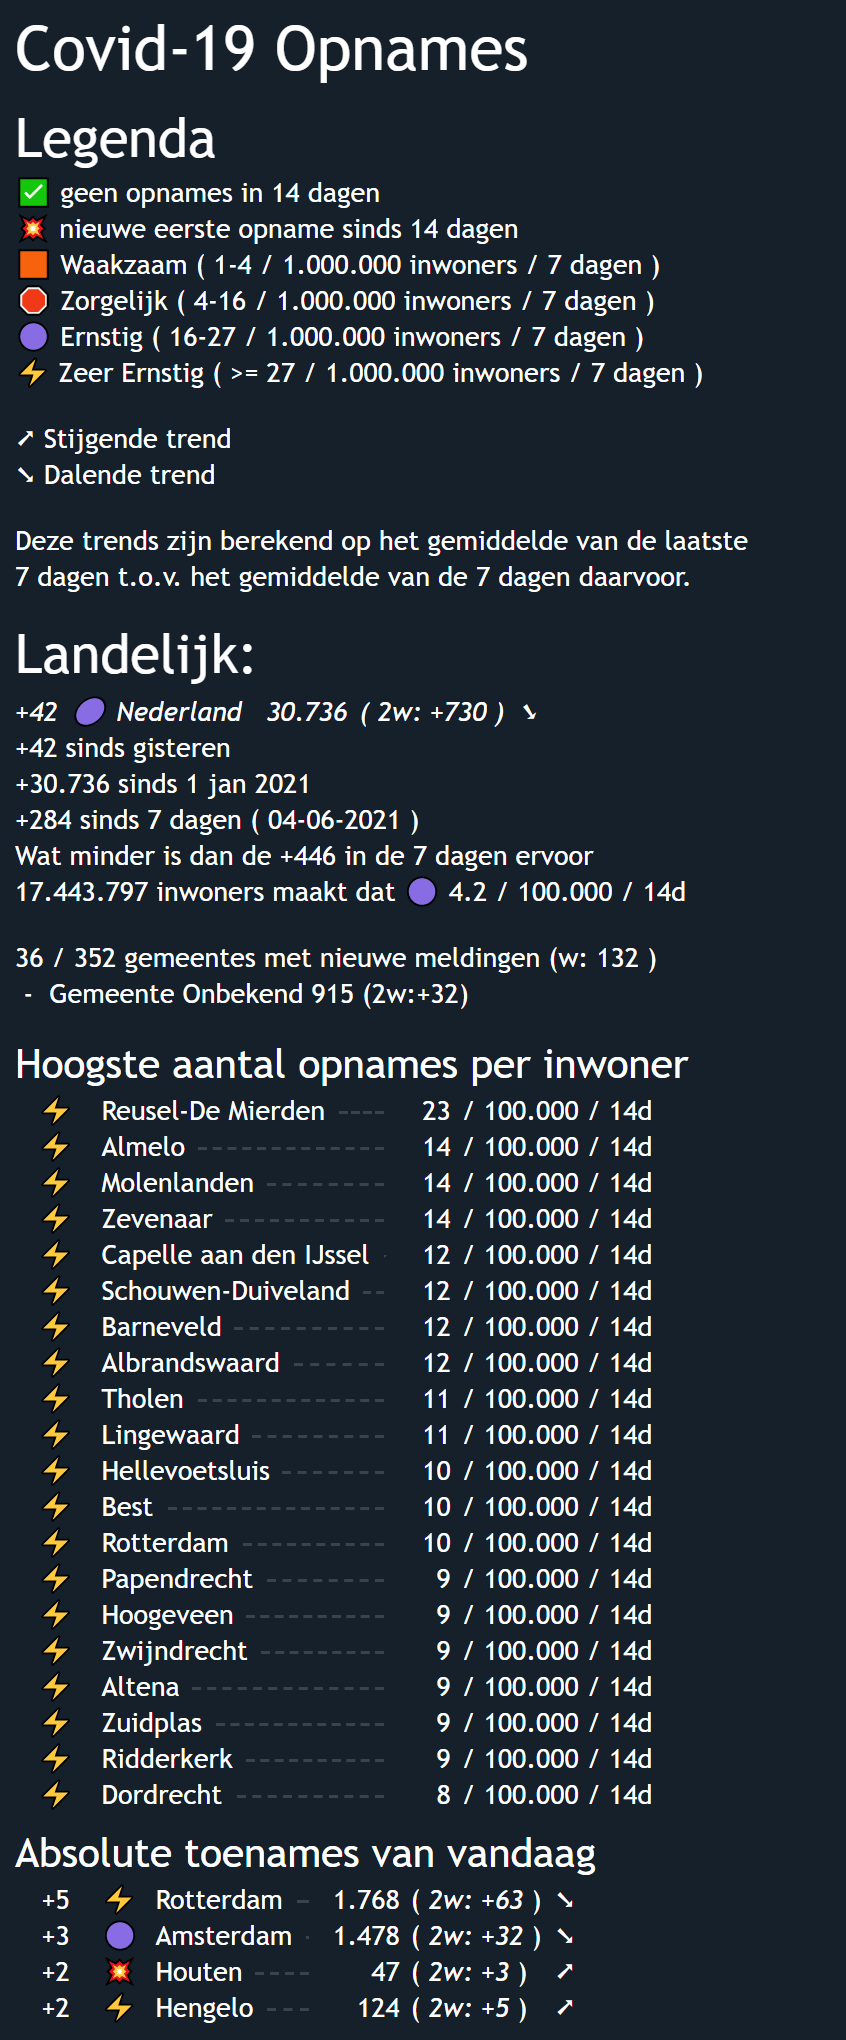 Covid-19 Opnames
Legenda
✅ geen opnames in 14 dagen
💥 nieuwe eerste opname sinds 14 dagen
🟧 Waakzaam ( 1-4 / 1.000.000 inwoners / 7 dagen )
🛑 Zorgelijk ( 4-16 / 1.000.000 inwoners / 7 dagen )
🟣 Ernstig ( 16-27 / 1.000.000 inwoners / 7 dagen )
⚡ Zeer Ernstig ( >= 27 / 1.000.000 inwoners / 7 dagen )
➚ Stijgende trend
➘ Dalende trend
Deze trends zijn berekend op het gemiddelde van de laatste
7 dagen t.o.v. het gemiddelde van de 7 dagen daarvoor.
Landelijk:
+42 🟣 Nederland 30.736 ( 2w: +730 ) ➘
+42 sinds gisteren
+30.736 sinds 1 jan 2021
+284 sinds 7 dagen ( 04-06-2021 )
Wat minder is dan de +446 in de 7 dagen ervoor
17.443.797 inwoners maakt dat 🟣 4.2 / 100.000 / 14d
36 / 352 gemeentes met nieuwe meldingen (w: 132 )
- Gemeente Onbekend 915 (2w:+32)
Hoogste aantal opnames per inwoner
⚡ Reusel-De Mierden ---- 23 / 100.000 / 14d
⚡ Almelo ------------- 14 / 100.000 / 14d
⚡ Molenlanden -------- 14 / 100.000 / 14d
⚡ Zevenaar ----------- 14 / 100.000 / 14d
⚡ Capelle aan den IJssel - 12 / 100.000 / 14d
⚡ Schouwen-Duiveland -- 12 / 100.000 / 14d
⚡ Barneveld ---------- 12 / 100.000 / 14d
⚡ Albrandswaard ------ 12 / 100.000 / 14d
⚡ Tholen ------------- 11 / 100.000 / 14d
⚡ Lingewaard --------- 11 / 100.000 / 14d
⚡ Hellevoetsluis ------- 10 / 100.000 / 14d
⚡ Best --------------- 10 / 100.000 / 14d
⚡ Rotterdam ---------- 10 / 100.000 / 14d
⚡ Papendrecht -------- 9 / 100.000 / 14d
⚡ Hoogeveen ---------- 9 / 100.000 / 14d
⚡ Zwijndrecht --------- 9 / 100.000 / 14d
⚡ Altena ------------- 9 / 100.000 / 14d
⚡ Zuidplas ------------ 9 / 100.000 / 14d
⚡ Ridderkerk ---------- 9 / 100.000 / 14d
⚡ Dordrecht ---------- 8 / 100.000 / 14d
Absolute toenames van vandaag
+5 ⚡ Rotterdam - 1.768 ( 2w: +63 ) ➘
+3 🟣 Amsterdam - 1.478 ( 2w: +32 ) ➘
+2 💥 Houten ---- 47 ( 2w: +3 ) ➚
+2 ⚡ Hengelo --- 124 ( 2w: +5 ) ➚